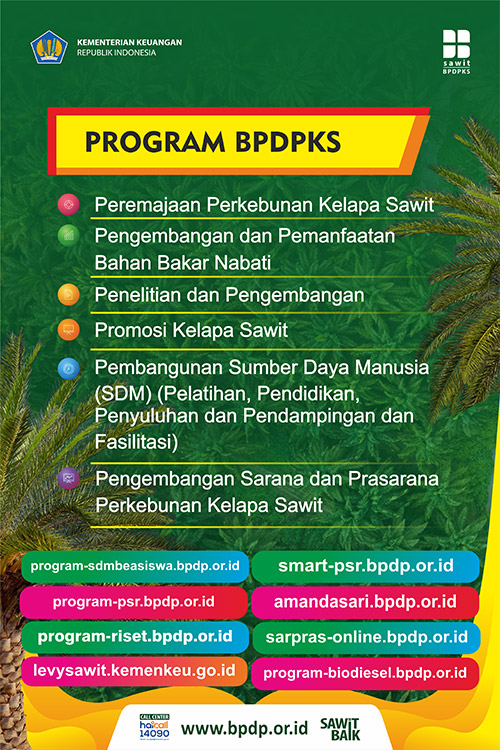 KEMENTERIAN KEUANGAN
REPUBLIK INDONESIA
sawit
BPDPKS
PROGRAM BPDPKS
Peremajaan Perkebunan Kelapa Sawit
Pengembangan dan Pemanfaatan
Bahan Bakar Nabati
Penelitian dan Pengembangan
Promosi Kelapa Sawit
Pembangunan Sumber Daya Manusia
(SDM) (Pelatihan, Pendidikan,
Penyuluhan dan Pendampingan dan
Fasilitasi)
Pengembangan Sarana dan Prasarana
Perkebunan Kelapa Sawit
program-sdmbeasiswa.bpdp.or.id
smart-psr.bpdp.or.id
program-psr.bpdp.or.id
amandasari.bpdp.or.id
program-riset.bpdp.or.id
sarpras-online.bpdp.or.id
levysawit.kemenkeu.go.id
program-biodiesel.bpdp.or.id
CALL CENTER
halo call
14090
www.bpdp.or.id
SAWIT
BAIK